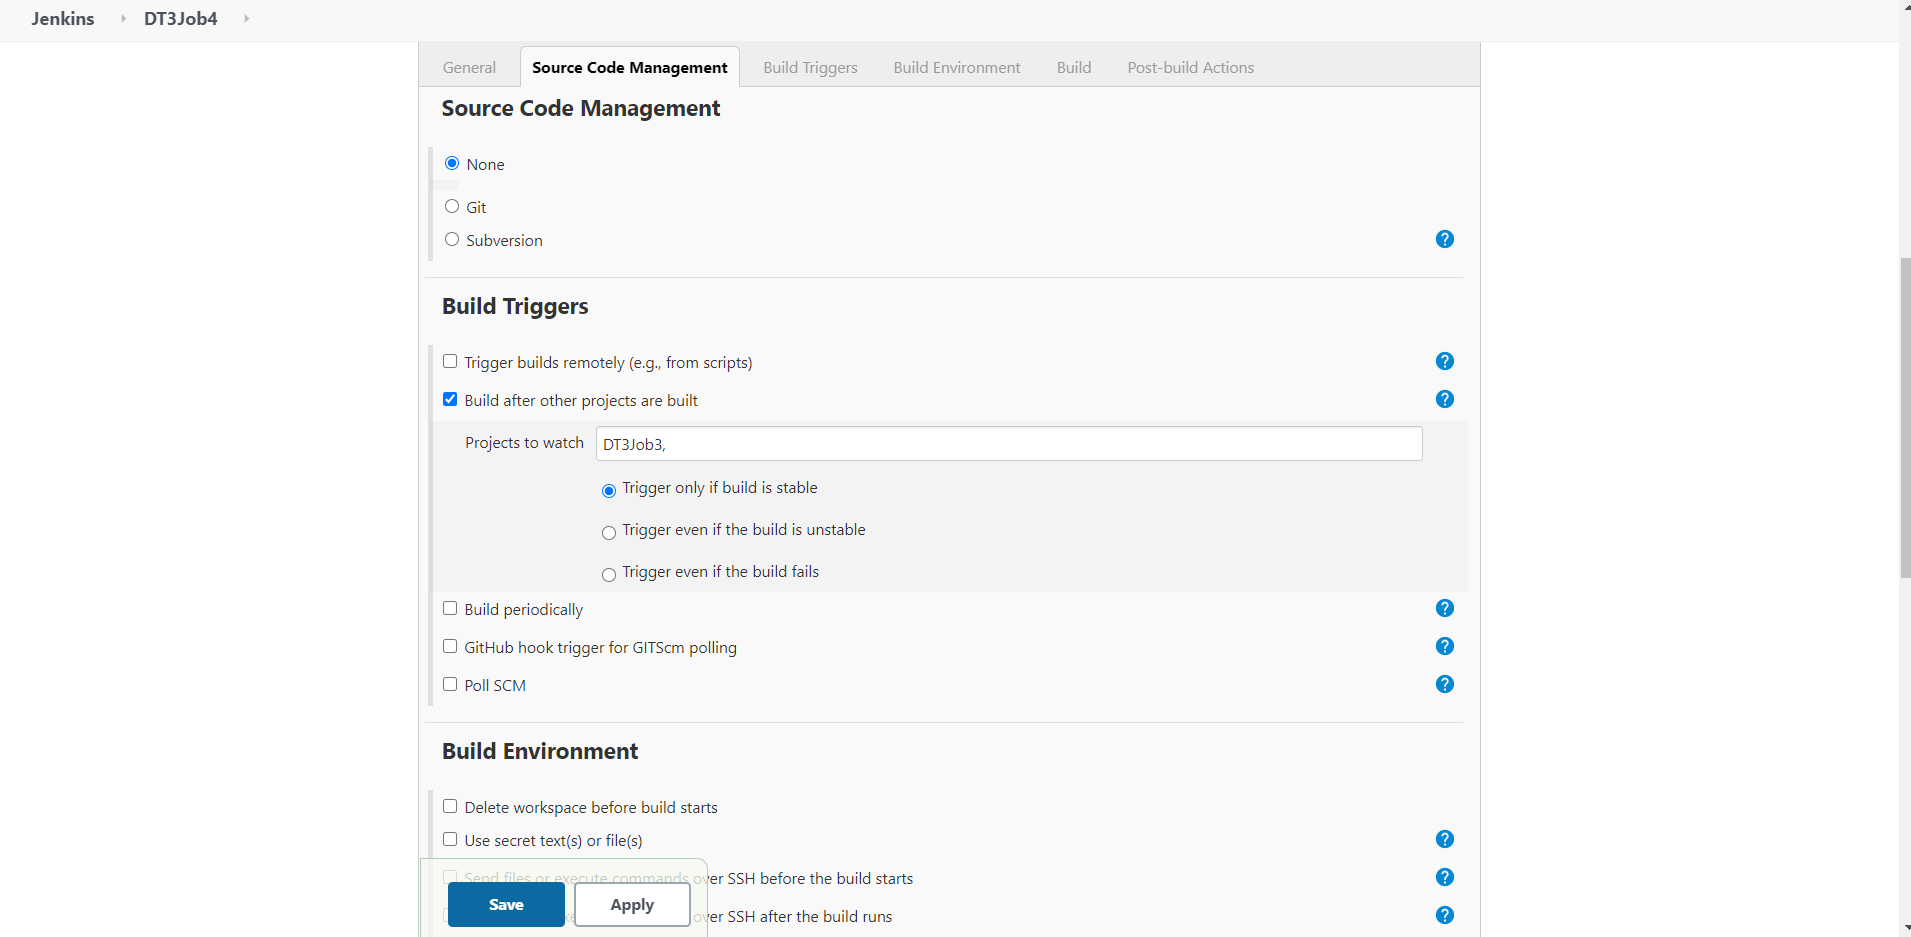 Jenkins DT3Job4
General Source Code Management Build Triggers Build Environment Build Post-build Actions
Source Code Management
None
Git
Subversion
?
Build Triggers
Trigger builds remotely (e.g., from scripts)
?
Build after other projects are built
?
Projects to watch DT3Job3,
Trigger only if build is stable
Trigger even if the build is unstable
Trigger even if the build fails
Build periodically
?
GitHub hook trigger for GITScm polling
?
Poll SCM
?
Build Environment
Delete workspace before build starts
Use secret text(s) or file(s)
?
Send files or execute commands over SSH before the build starts
?
Save Apply over SSH after the build runs
?